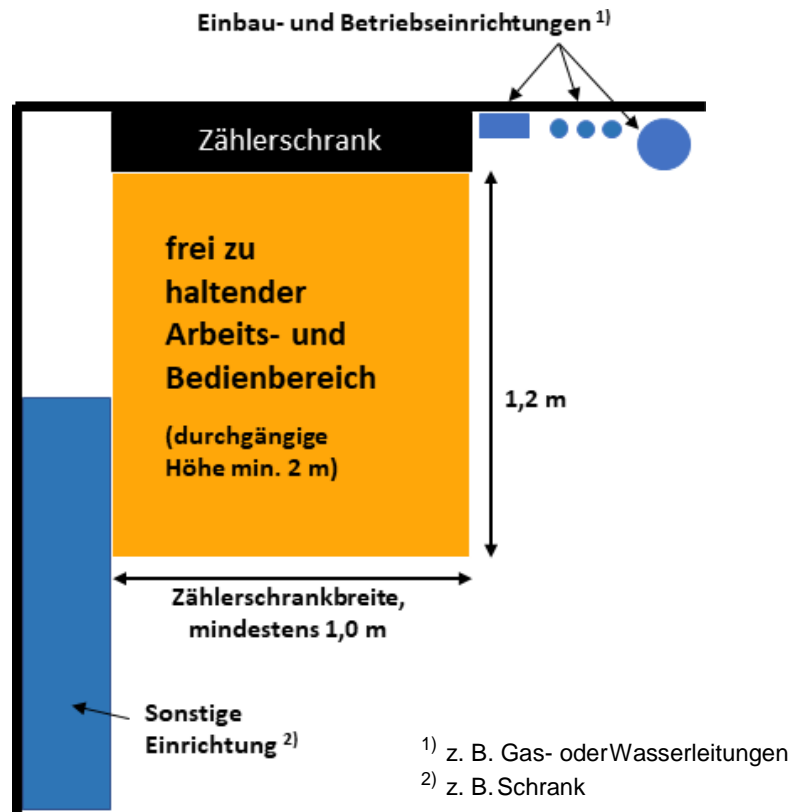 Einbau- und Betriebseinrichtungen 1)
Zählerschrank
frei zu
haltender
Arbeits- und
Bedienbereich
(durchgängige
Höhe min. 2 m)
1,2 m
Zählerschrankbreite,
mindestens 1,0 m
Sonstige
Einrichtung 2)
1) z. B. Gas- oderWasserleitungen
2) z. B. Schrank